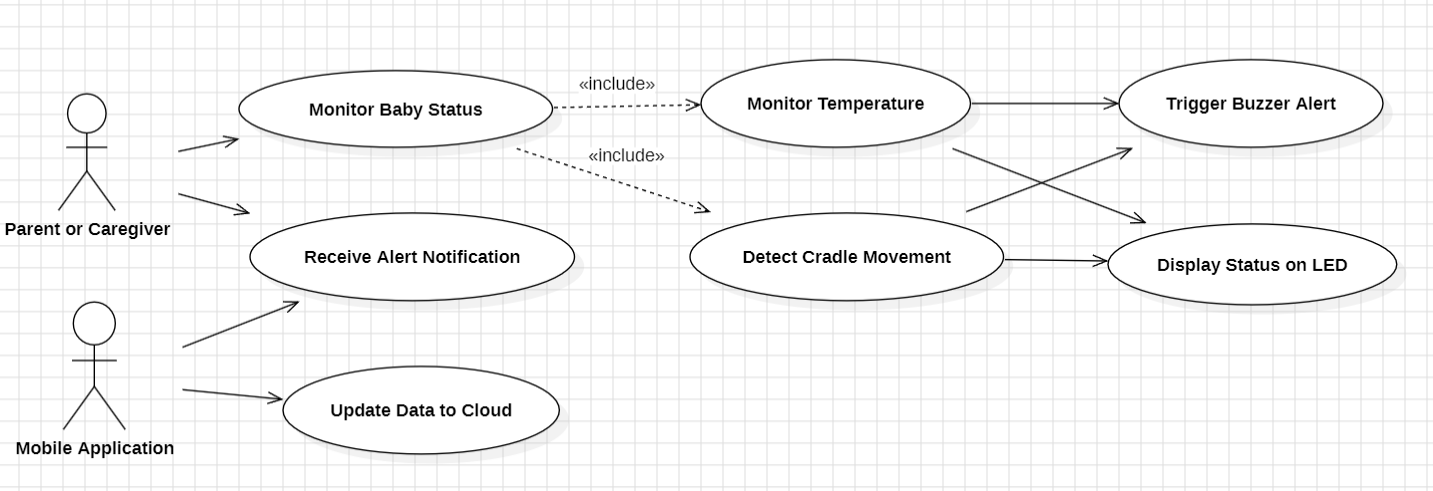 Monitor Baby Status
«include»
Monitor Temperature
Trigger Buzzer Alert
«include»
Parent or Caregiver
Receive Alert Notification
Detect Cradle Movement
Display Status on LED
Update Data to Cloud
Mobile Application